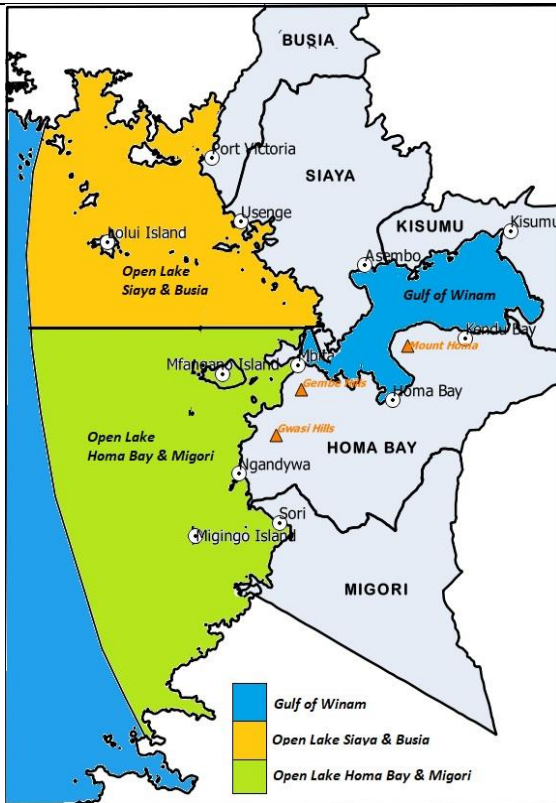 BUSIA
Port Victoria
SIAYA
Usenge
KISUMU
Kisumu
Lolui Island
Asembo
Open Lake
Siaya & Busia
Gulf of Winam
Kendu Bay
Mount Homa
Mbita
Mfangano Island
Gembe Hills
Homa Bay
Gwasi Hills
Open Lake
Homa Bay & Migori
HOMA BAY
Ngandywa
Sori
Migingo Island
MIGORI
Gulf of Winam
Open Lake Siaya & Busia
Open Lake Homa Bay & Migori